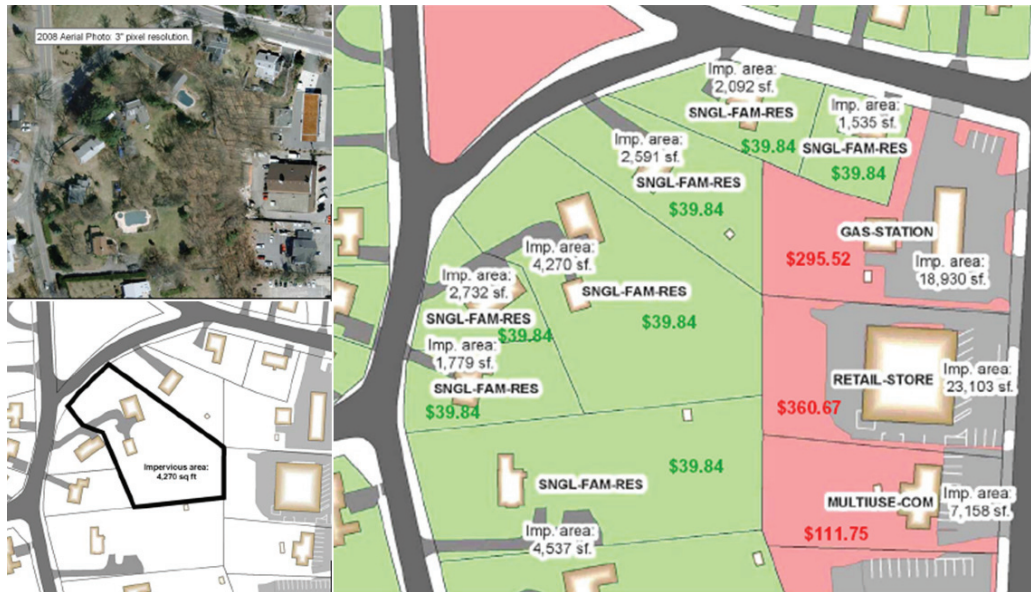 2008 Aerial Photo: 3" pixel resolution.
Impervious area:
4,270 sq ft
Imp. area:
2,092 sf.
SNGL-FAM-RES
$39.84
Imp. area:
1,535 sf.
SNGL-FAM-RES
$39.84
Imp. area:
2,591 sf.
SNGL-FAM-RES
$39.84
GAS-STATION
$295.52
Imp. area:
18,930 sf.
Imp. area:
4,270 sf.
SNGL-FAM-RES
$39.84
Imp. area:
2,732 sf.
SNGL-FAM-RES
$39.84
Imp. area:
1,779 sf.
SNGL-FAM-RES
$39.84
RETAIL-STORE
Imp. area:
23,103 sf.
$360.67
$39.84
SNGL-FAM-RES
Imp. area:
4,537 sf.
MULTIUSE-COM
Imp. area:
7,158 sf.
$111.75